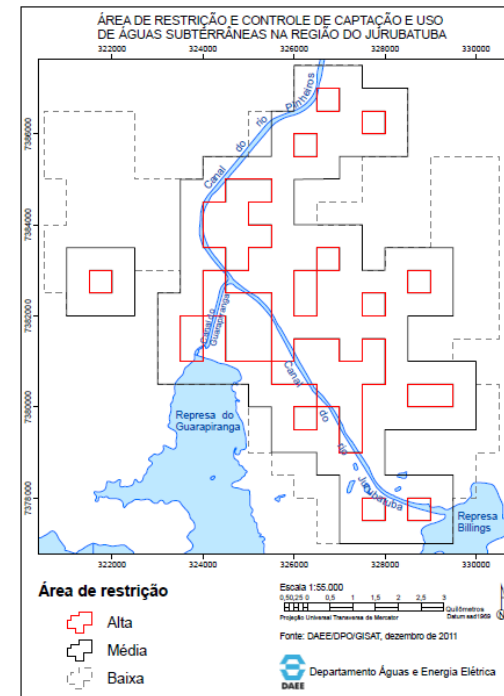 ÁREA DE RESTRIÇÃO E CONTROLE DE CAPTAÇÃO E USO
DE ÁGUAS SUBTERRÂNEAS NA REGIÃO DO JURUBATUBA
322000 324000 326000 328000 330000
7386000
7384000
7382000
7380000
7378000
Canal do rio Pinheiros
Canal do Guarapiranga
Canal do rio Jurubatuba
Represa do
Guarapiranga
Represa
Billings
322000 324000 326000 328000 330000
Área de restrição
Alta
Média
Baixa
Escala 1:55.000
0,50,25 0 0,5 1 1,5 2 2,5 3
Quilômetros
Projeção Universal Transversa de Mercator
Datum sad1969
Fonte: DAEE/DPO/GISAT, dezembro de 2011
DAEE
Departamento Águas e Energia Elétrica